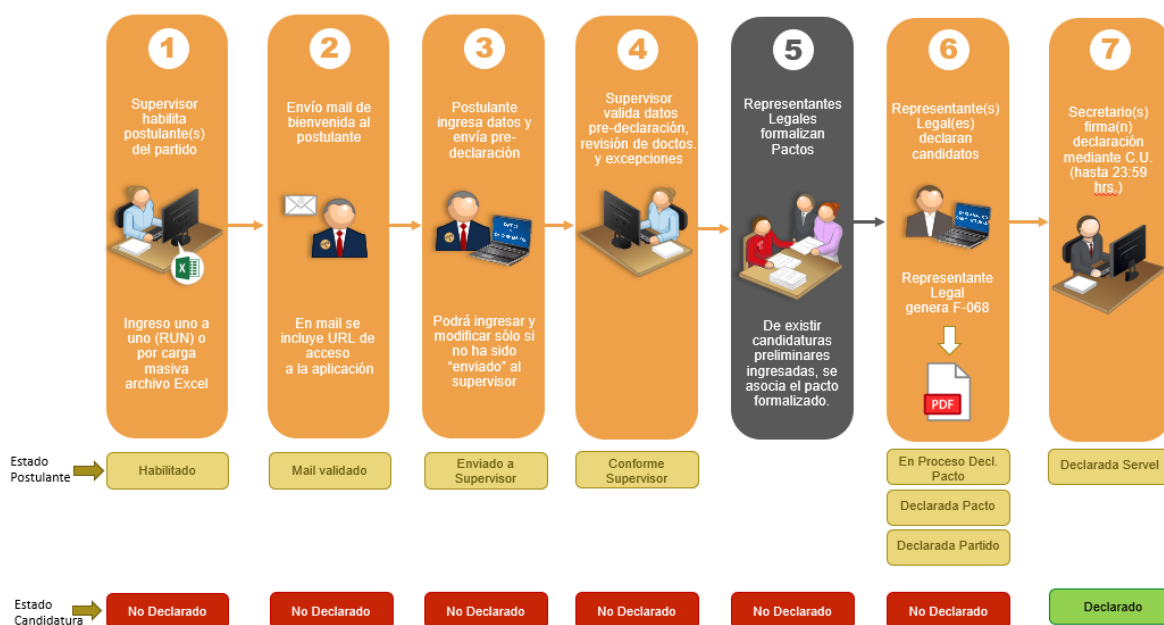 1
Supervisor
habilita
postulante(s)
del partido
Ingreso uno a
uno (RUN) o
por carga
masiva
archivo Excel
2
Envío mail de
bienvenida al
postulante
En mail se
incluye URL de
acceso
a la aplicación
3
Postulante
ingresa datos y
envía pre-
declaración
Podrá ingresar y
modificar sólo si
no ha sido
“enviado” al
supervisor
4
Supervisor
valida datos
pre-declaración,
revisión de doctos.
y excepciones
5
Representantes
Legales
formalizan
Pactos
De existir
candidaturas
preliminares
ingresadas, se
asocia el pacto
formalizado.
6
Representante(s)
Legal(es)
declaran
candidatos
Representante
Legal
genera F-068
PDF
7
Secretario(s)
firma(n)
declaración
mediante C.U.
(hasta 23:59
hrs.)
Estado
Postulante
Habilitado
Mail validado
Enviado a
Supervisor
Conforme
Supervisor
En Proceso Decl.
Pacto
Declarada Pacto
Declarada Partido
Declarada Servel
Estado
Candidatura
No Declarado
No Declarado
No Declarado
No Declarado
No Declarado
No Declarado
Declarado